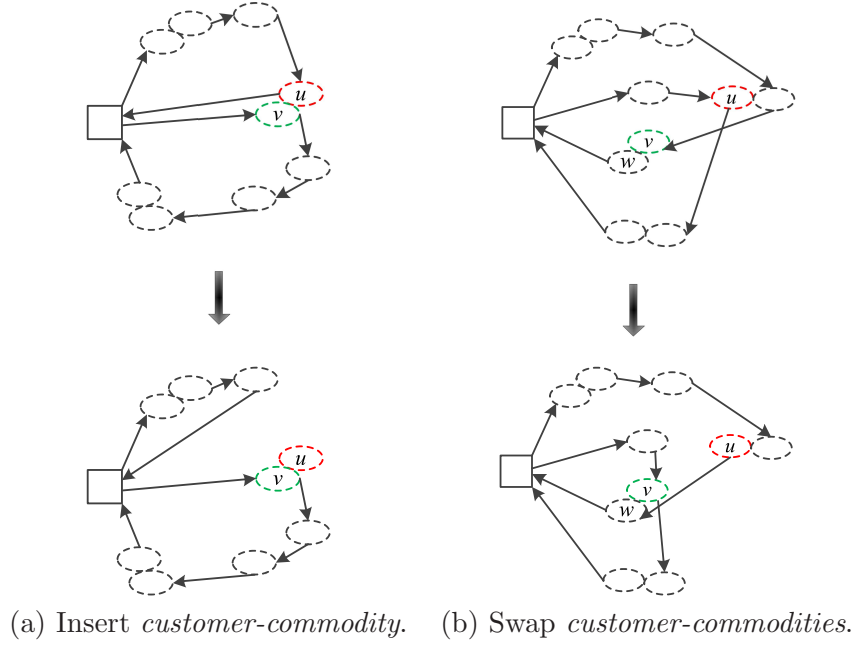 u
v
u
v
w
u
v
u
v
w
(a) Insert customer-commodity.
(b) Swap customer-commodities.